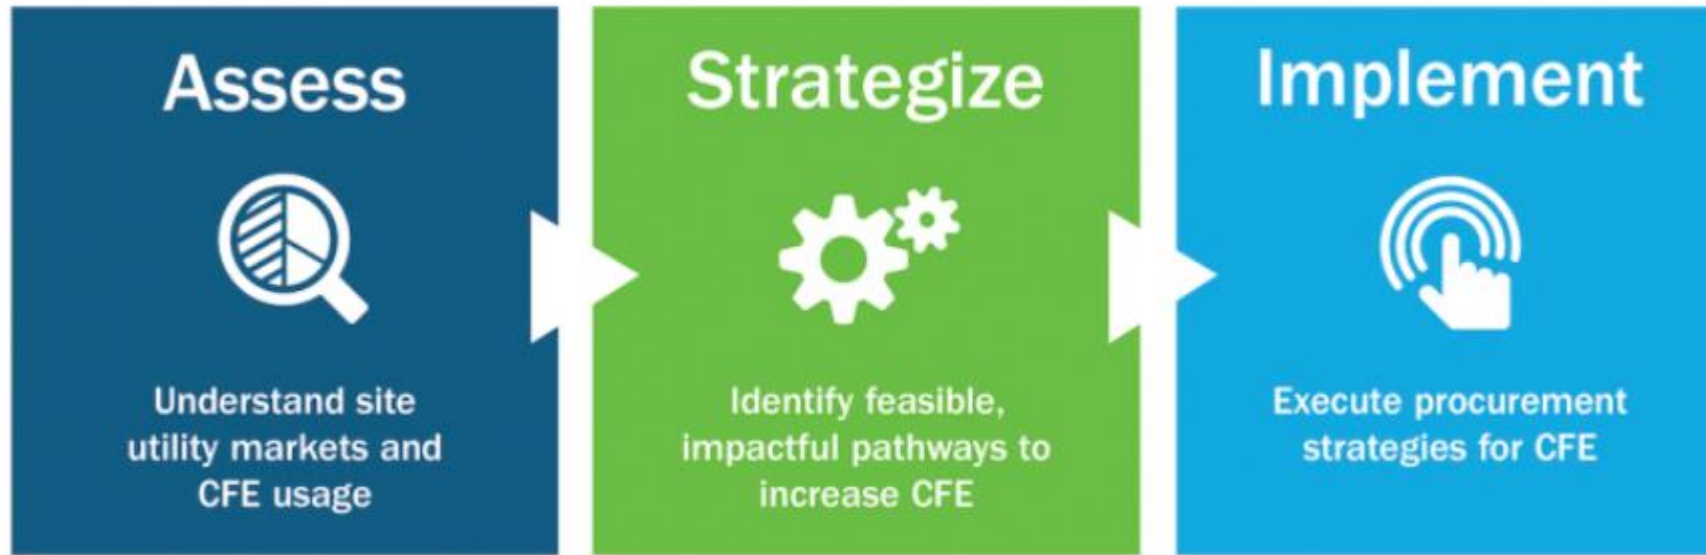 Assess
Understand site
utility markets and
CFE usage
Strategize
Identify feasible,
impactful pathways to
increase CFE
Implement
Execute procurement
strategies for CFE